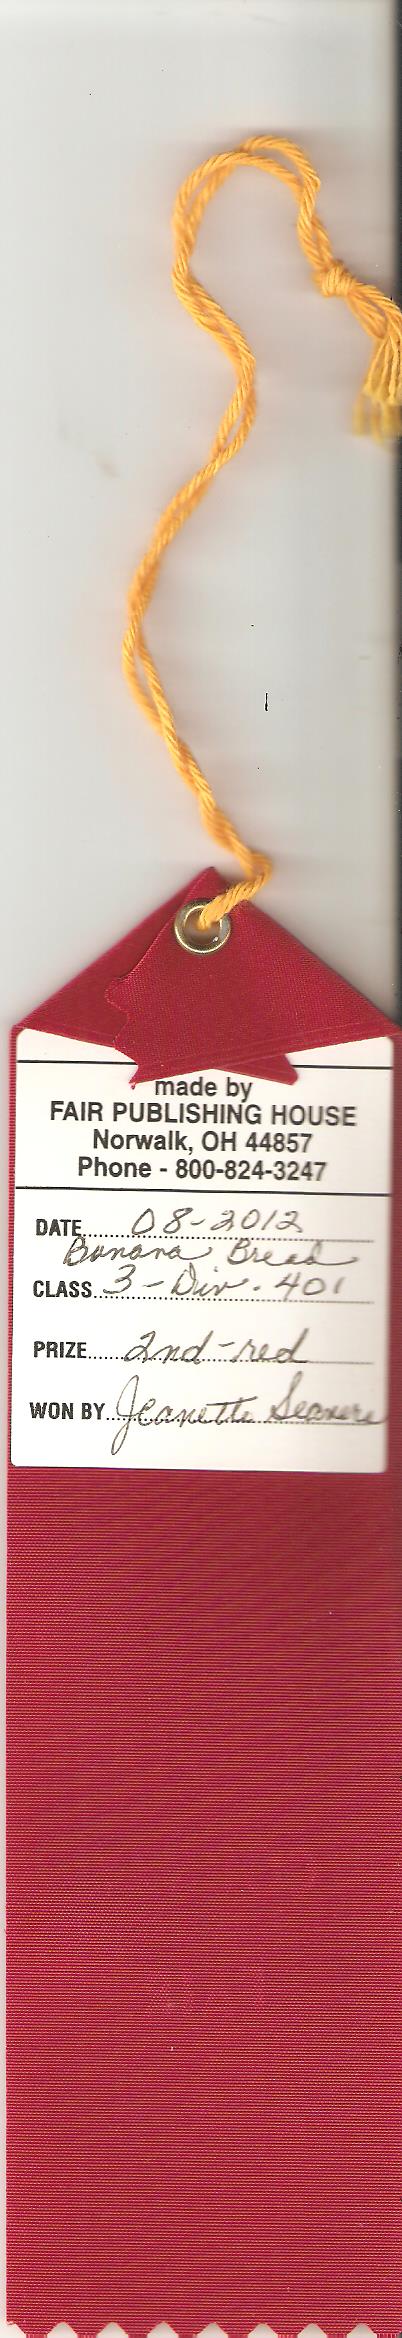 made by
FAIR PUBLISHING HOUSE
Norwalk, OH 44857
Phone - 800-824-3247
DATE 08-2012
Banana Bread
CLASS 3 - Div. 401
PRIZE 2nd-red
WON BY Jeanette